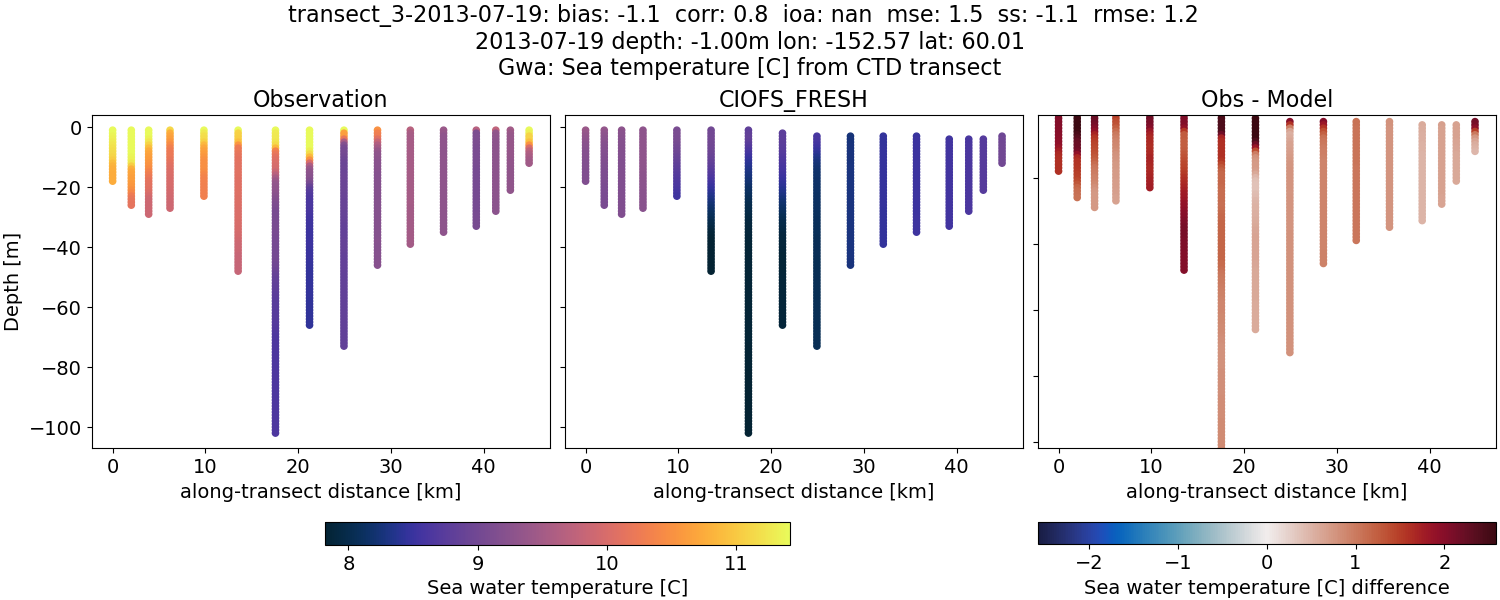 transect_3-2013-07-19: bias: -1.1  corr: 0.8  ioa: nan  mse: 1.5  ss: -1.1  rmse: 1.2
2013-07-19 depth: -1.00m lon: -152.57 lat: 60.01
Gwa: Sea temperature [C] from CTD transect
Observation
CIOFS_FRESH
Obs - Model
Depth [m]
0
−20
−40
−60
−80
−100
0 10 20 30 40
0 10 20 30 40
0 10 20 30 40
along-transect distance [km]
along-transect distance [km]
along-transect distance [km]
8 9 10 11
Sea water temperature [C]
−2 −1 0 1 2
Sea water temperature [C] difference